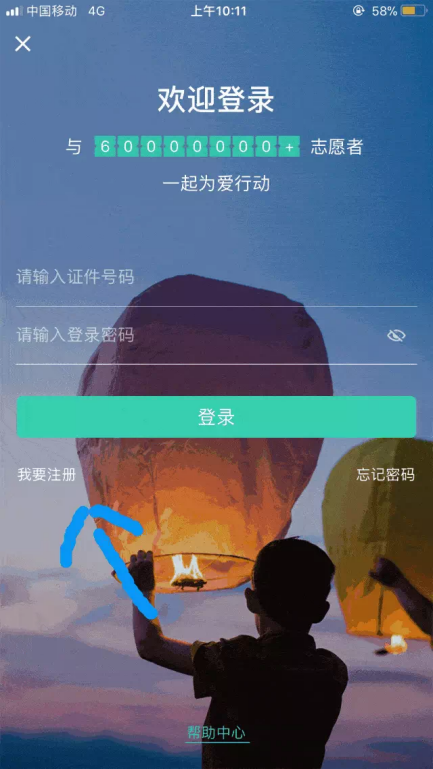 中国移动 4G 上午10:11 58%
欢迎登录
与 60000000+ 志愿者
一起为爱行动
请输入证件号码
请输入登录密码
登录
我要注册 忘记密码
帮助中心